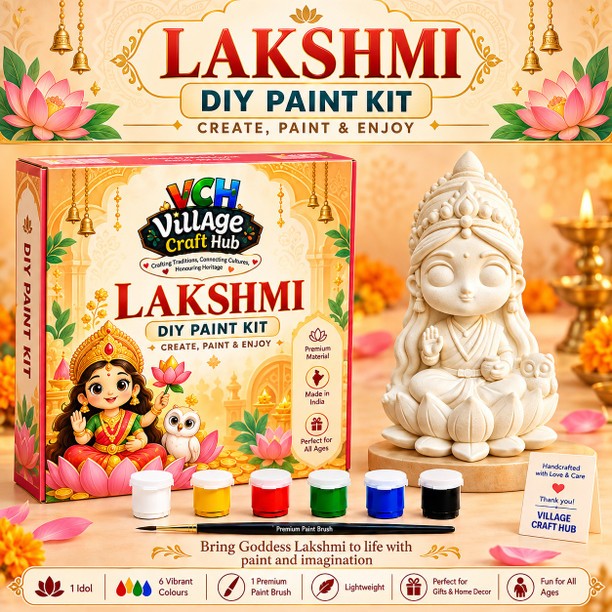 LAKSHMI
DIY PAINT KIT
CREATE, PAINT & ENJOY
DIY PAINT KIT
VCH
VillAge
Craft Hub
Crafting Traditions, Connecting Cultures,
Honouring Heritage
LAKSHMI
DIY PAINT KIT
CREATE, PAINT & ENJOY
Premium
Material
Made in
India
Perfect for
All Ages
Handcrafted
with Love & Care
Thank you!
VILLAGE
CRAFT HUB
Premium Paint Brush
Bring Goddess Lakshmi to life with
paint and imagination
1 Idol
6 Vibrant
Colours
1 Premium
Paint Brush
Lightweight
Perfect for
Gifts & Home Decor
Fun for All
Ages